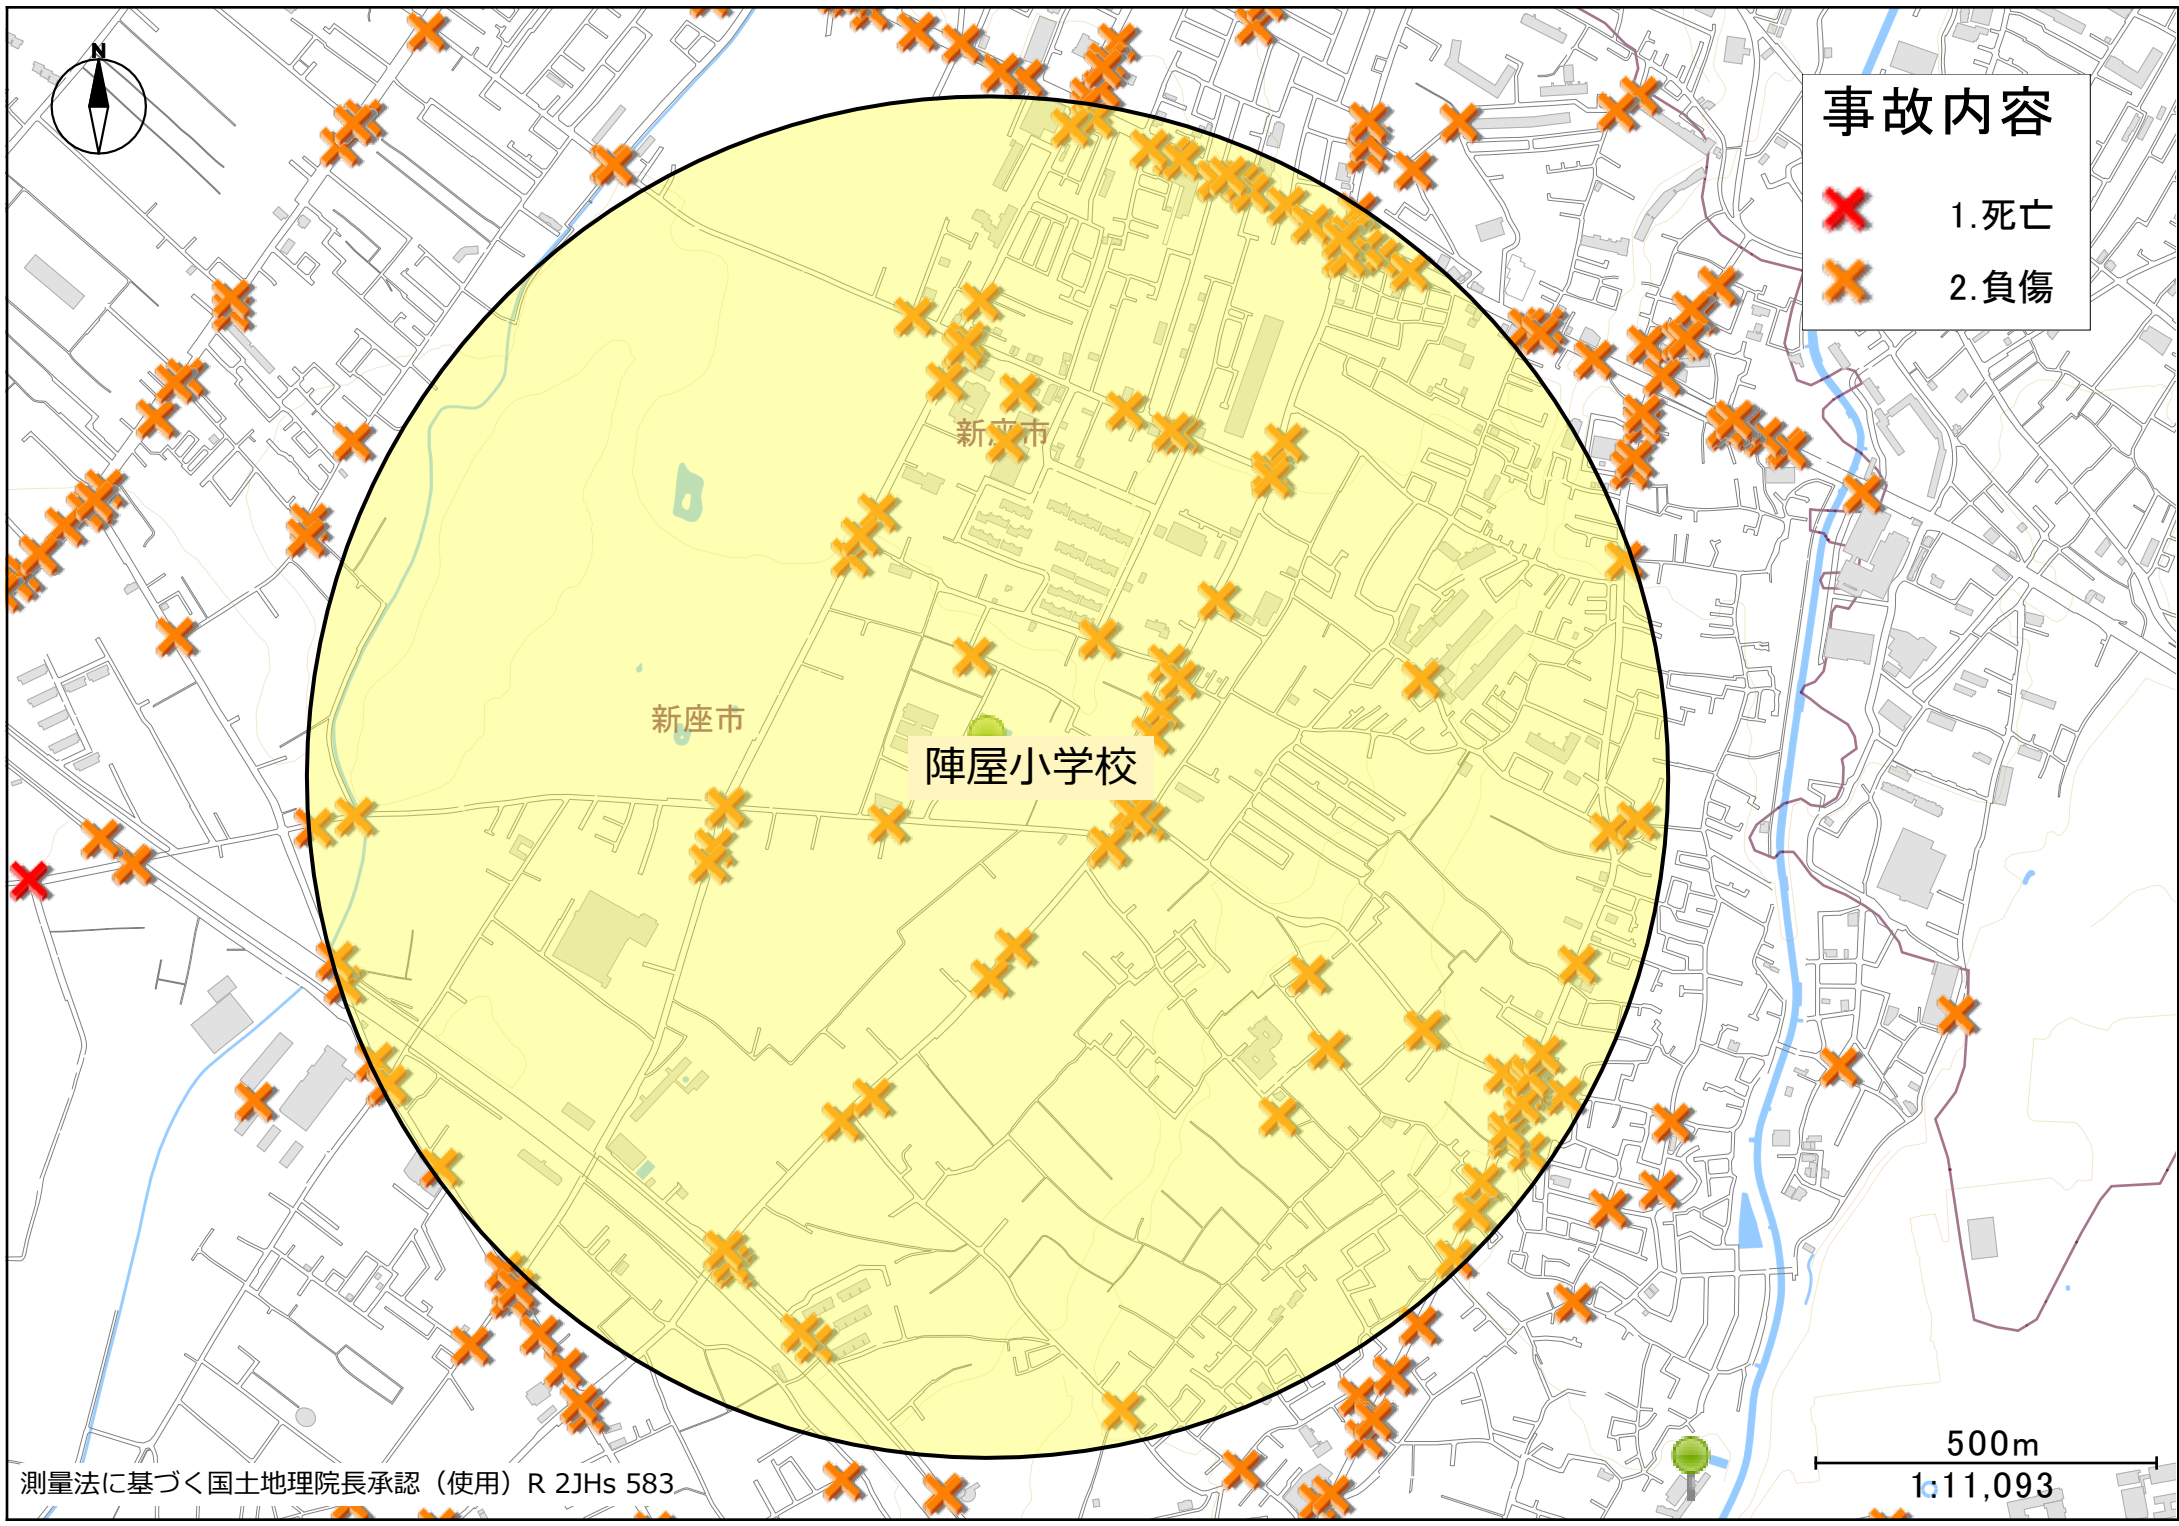 N
事故内容
1.死亡
2.負傷
新座市
新座市
陣屋小学校
500m
1:11,093
測量法に基づく国土地理院長承認（使用）R 2JHs 583